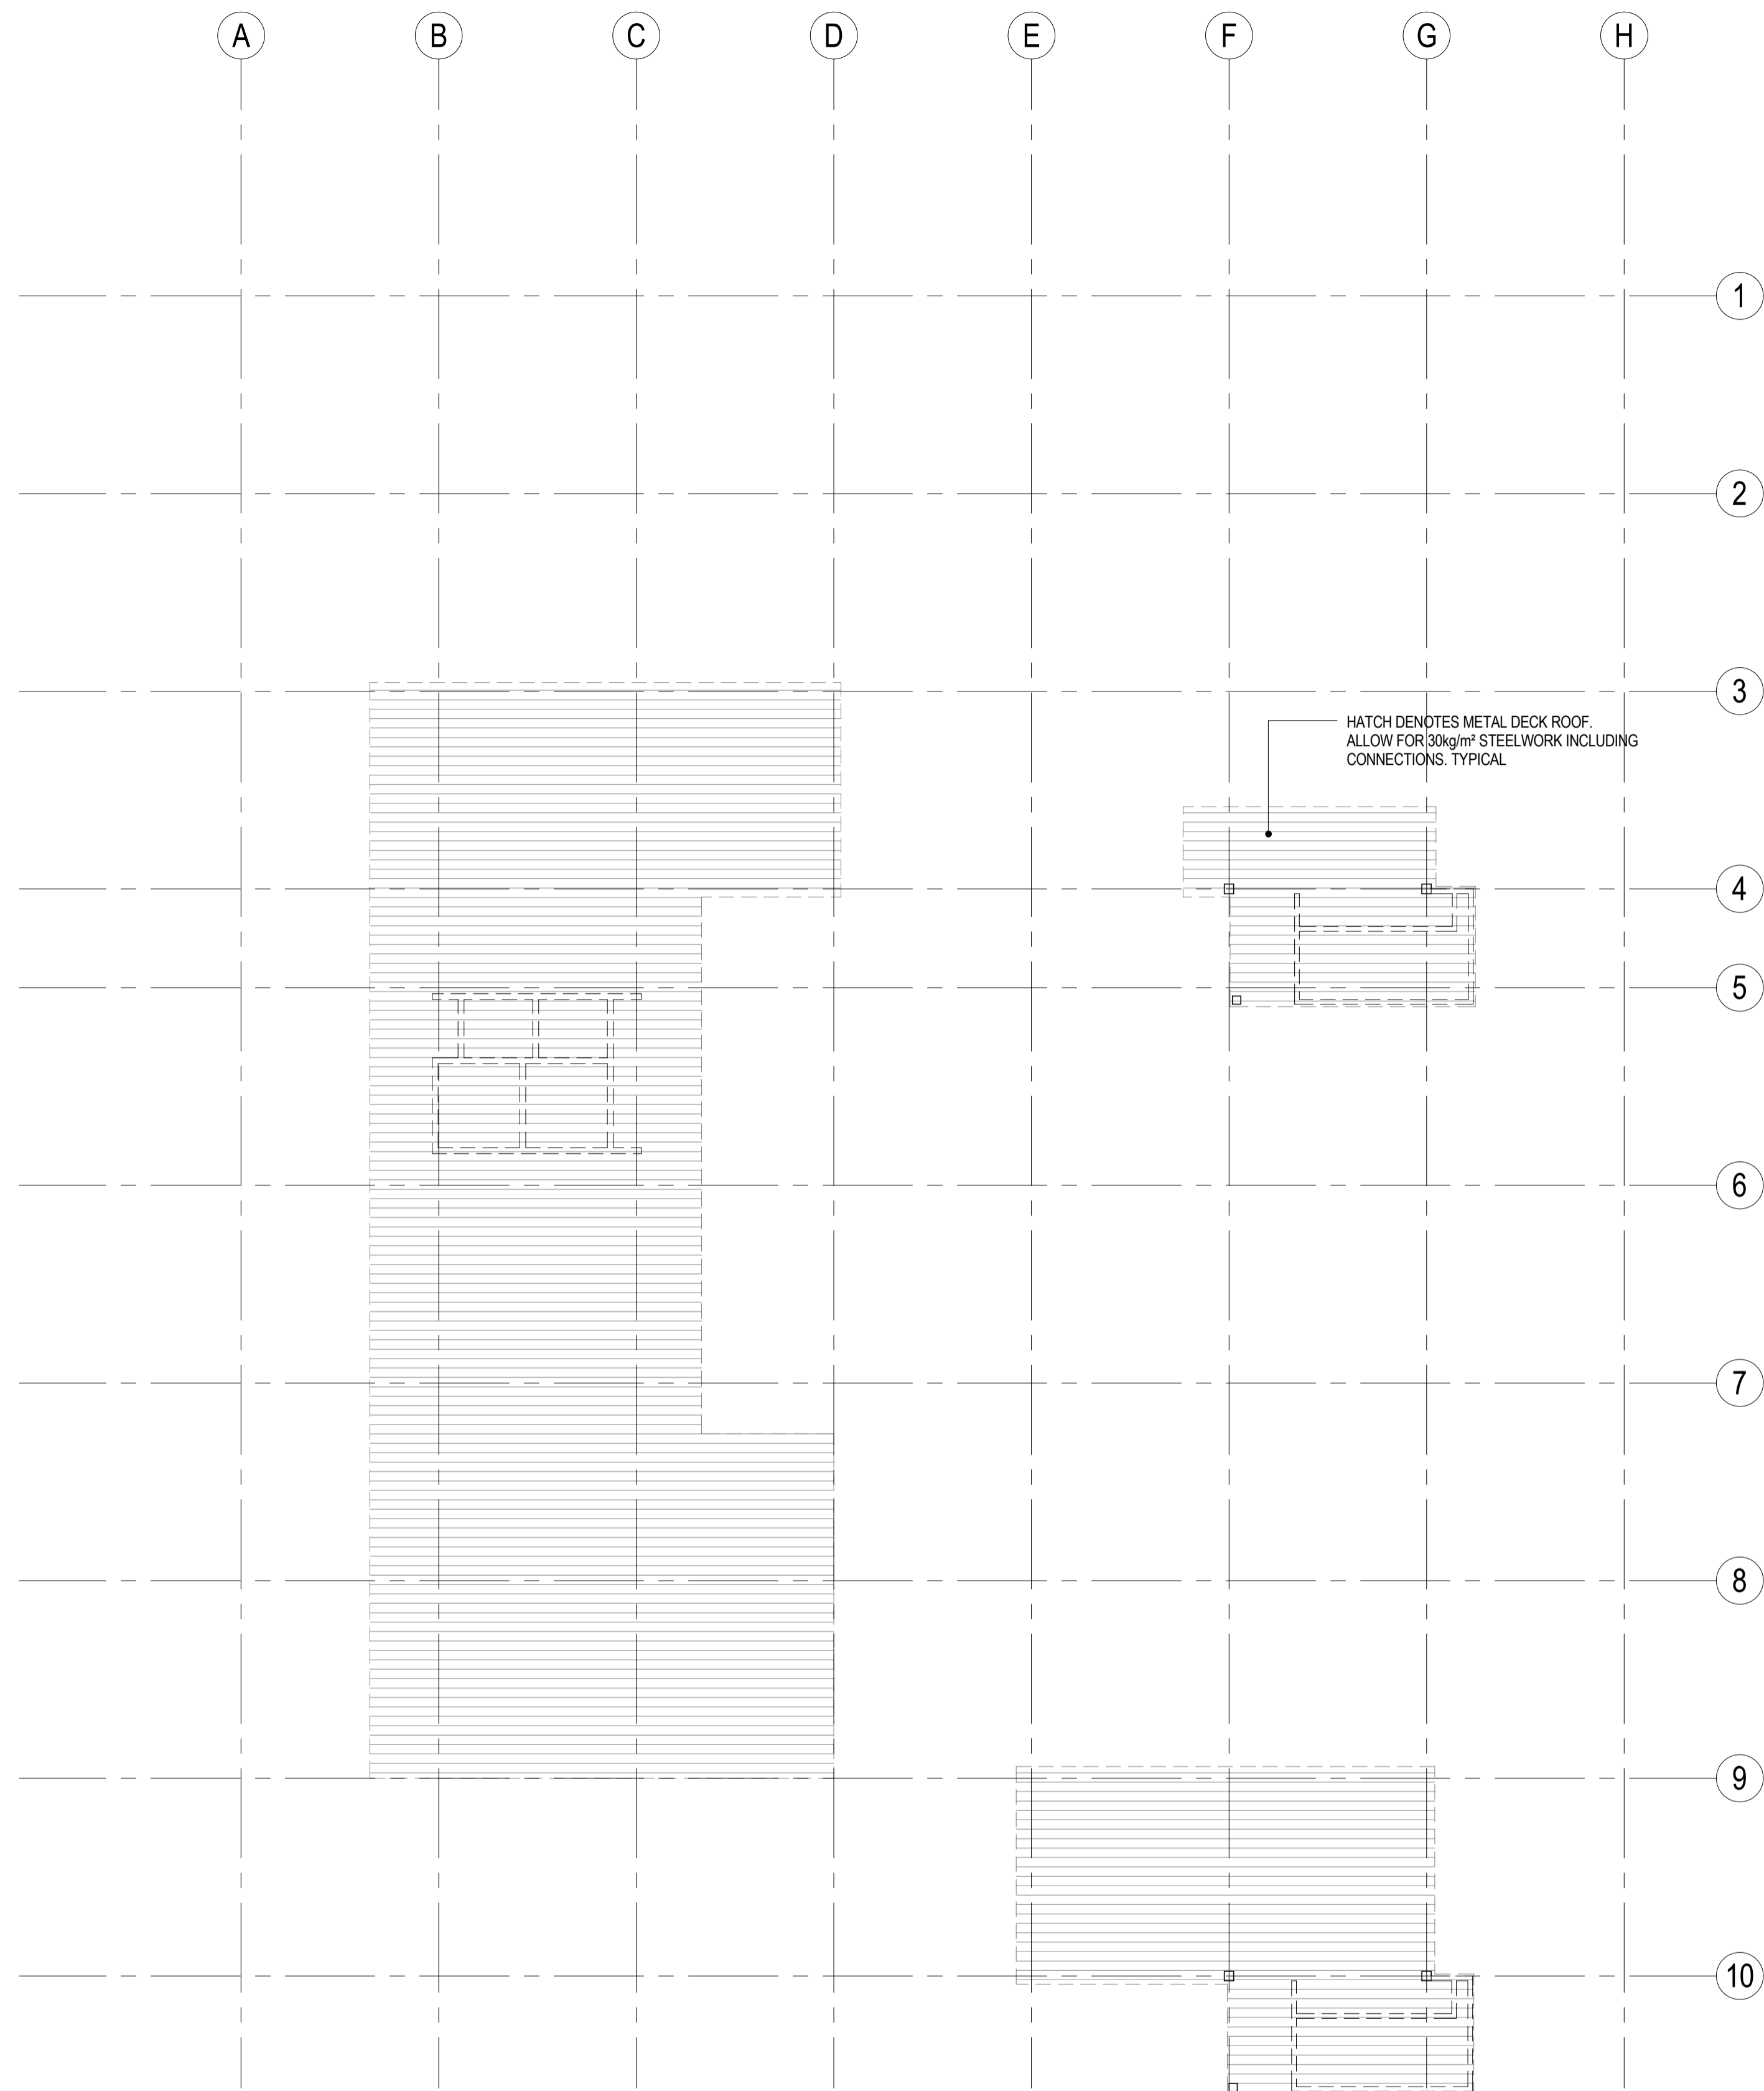 A B C D E F G H
1
2
3
HATCH DENOTES METAL DECK ROOF.
ALLOW FOR 30kg/m² STEELWORK INCLUDING
CONNECTIONS. TYPICAL
4
5
6
7
8
9
10